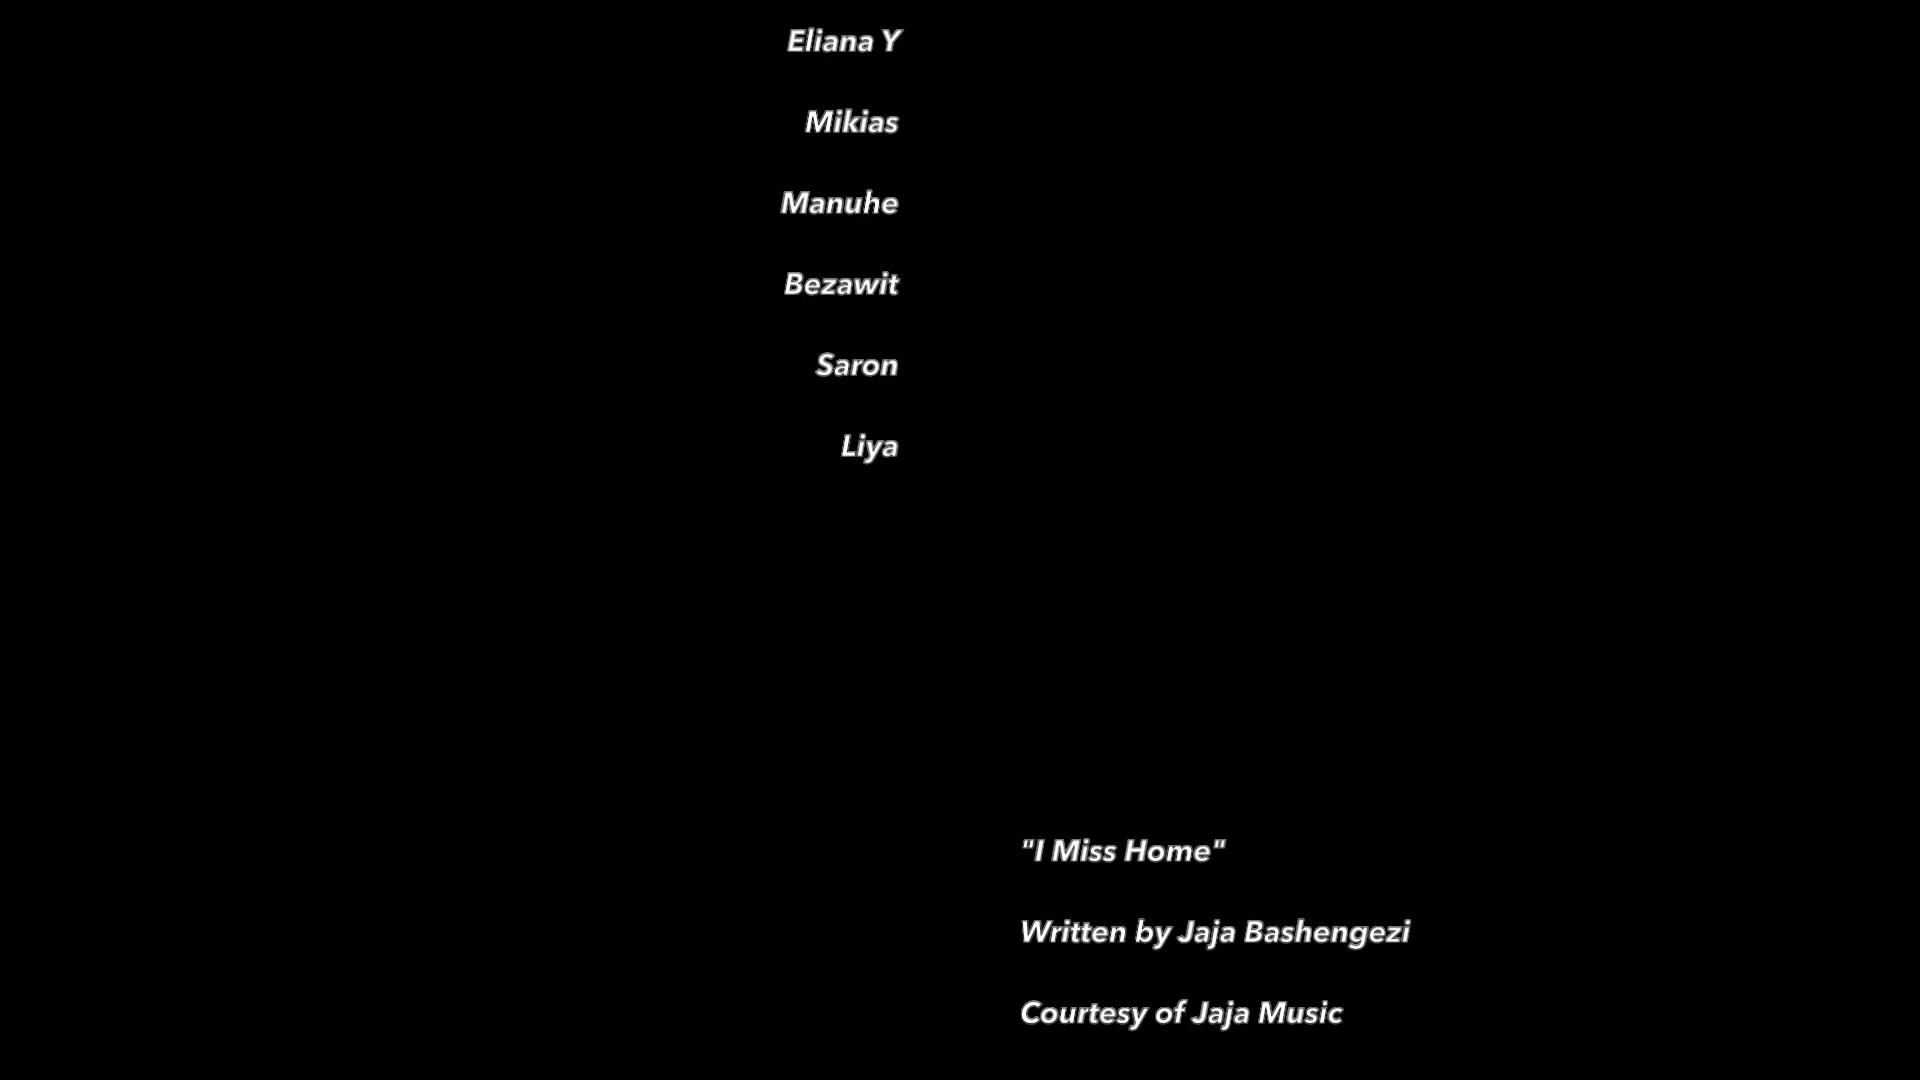 Eliana Y
Mikias
Manuhe
Bezawit
Saron
Liya
"I Miss Home"
Written by Jaja Bashengezi
Courtesy of Jaja Music